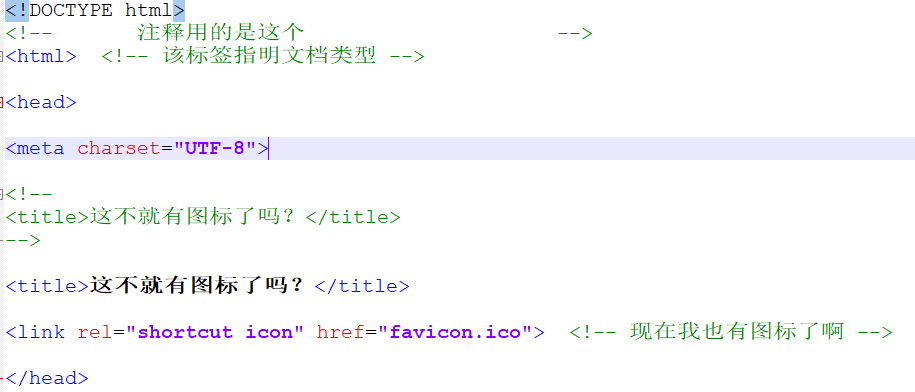 <!DOCTYPE html>
<!-- 注释用的是这个 -->
<html> <!-- 该标签指明文档类型 -->
<head>
<meta charset="UTF-8">
<!--
<title>这不就有图标了吗？</title>
-->
<title>这不就有图标了吗？</title>
<link rel="shortcut icon" href="favicon.ico"> <!-- 现在我也有图标了啊 -->
</head>